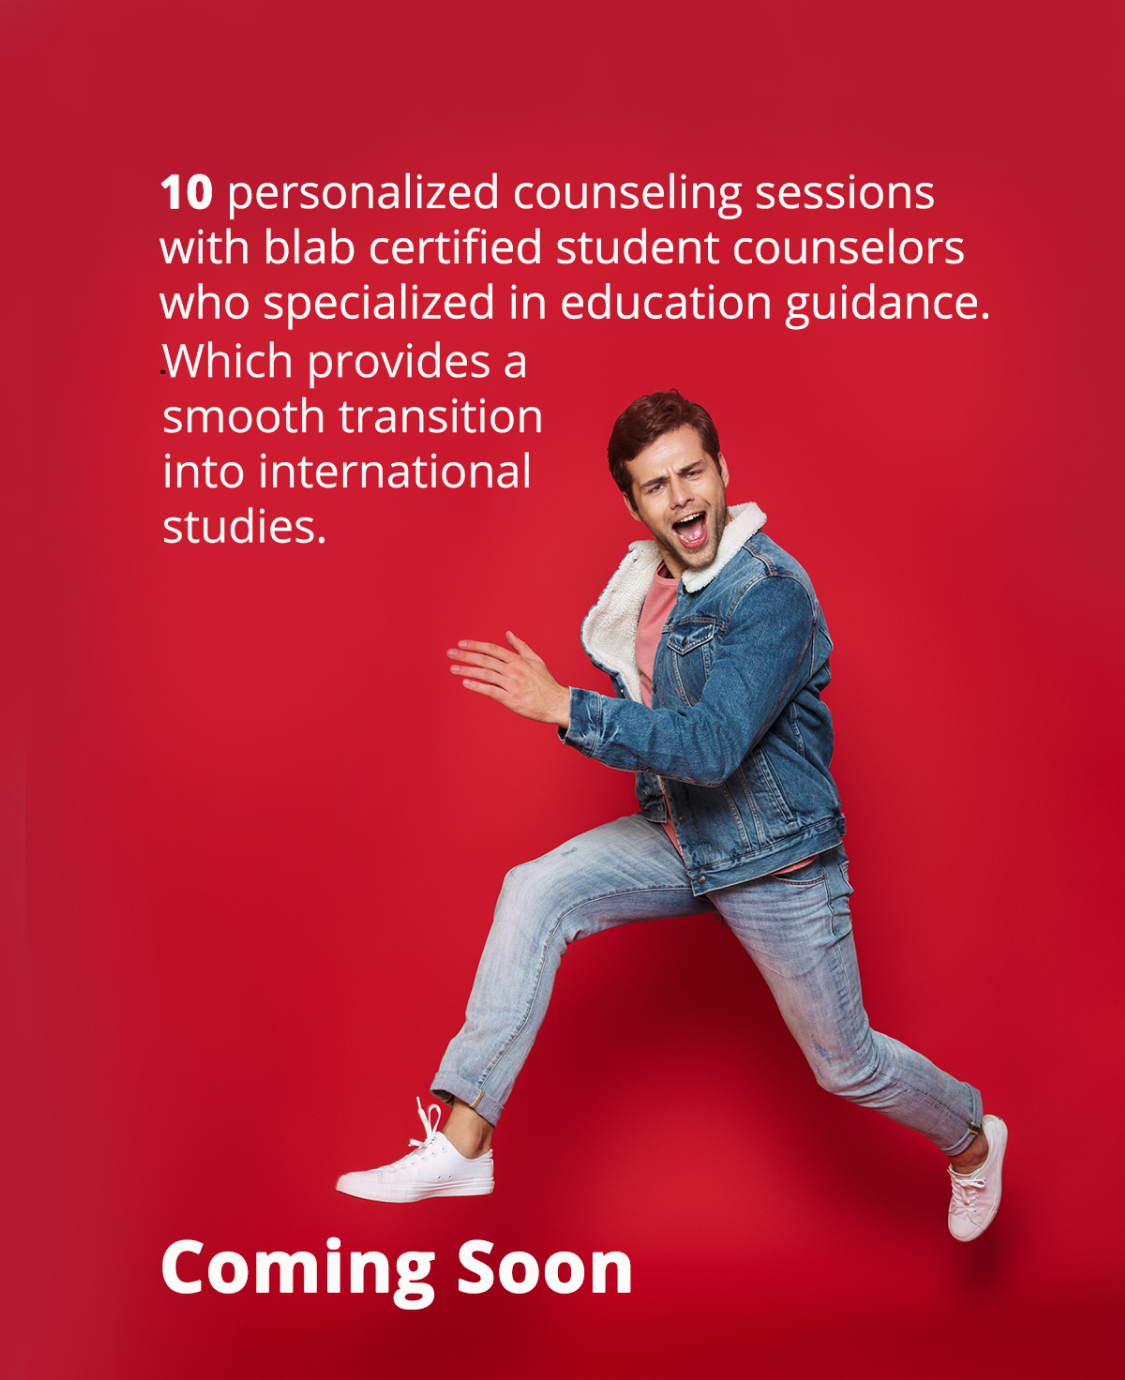 10 personalized counseling sessions
with blab certified student counselors
who specialized in education guidance.
Which provides a
smooth transition
into international
studies.
Coming Soon